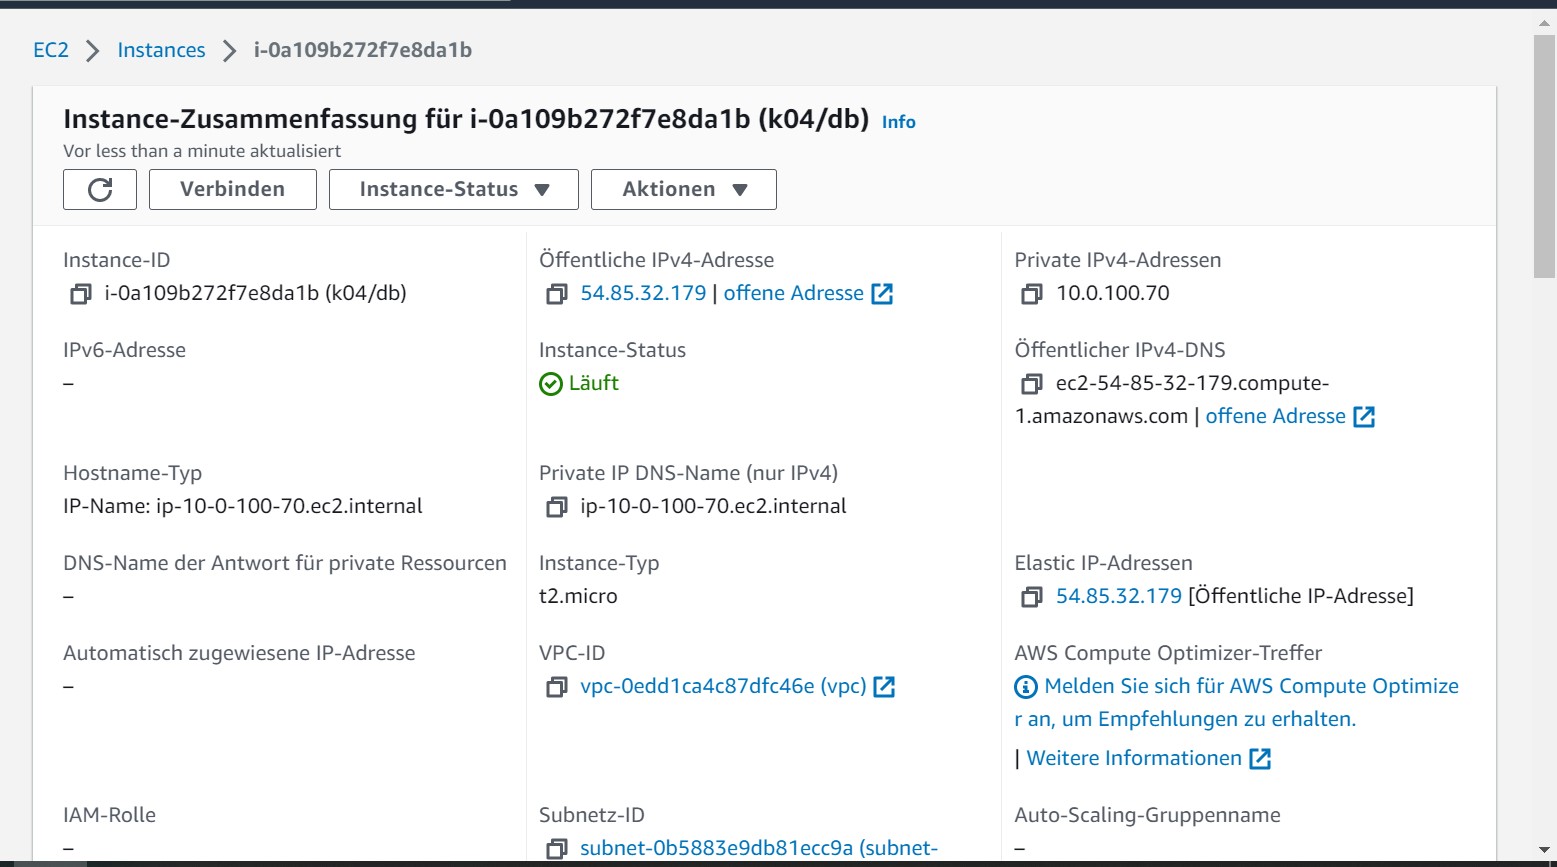 EC2 > Instances > i-0a109b272f7e8da1b
Instance-Zusammenfassung für i-0a109b272f7e8da1b (k04/db) Info
Vor less than a minute aktualisiert
Verbinden Instance-Status ▼ Aktionen ▼
Instance-ID
i-0a109b272f7e8da1b (k04/db)
Öffentliche IPv4-Adresse
54.85.32.179 | offene Adresse
Private IPv4-Adressen
10.0.100.70
IPv6-Adresse
–
Instance-Status
Läuft
Öffentlicher IPv4-DNS
ec2-54-85-32-179.compute-
1.amazonaws.com | offene Adresse
Hostname-Typ
IP-Name: ip-10-0-100-70.ec2.internal
Private IP DNS-Name (nur IPv4)
ip-10-0-100-70.ec2.internal
DNS-Name der Antwort für private Ressourcen
–
Instance-Typ
t2.micro
Elastic IP-Adressen
54.85.32.179 [Öffentliche IP-Adresse]
Automatisch zugewiesene IP-Adresse
–
VPC-ID
vpc-0edd1ca4c87dfc46e (vpc)
AWS Compute Optimizer-Treffer
Melden Sie sich für AWS Compute Optimize
r an, um Empfehlungen zu erhalten.
| Weitere Informationen
IAM-Rolle
–
Subnetz-ID
subnet-0b5883e9db81ecc9a (subnet-
Auto-Scaling-Gruppenname
–